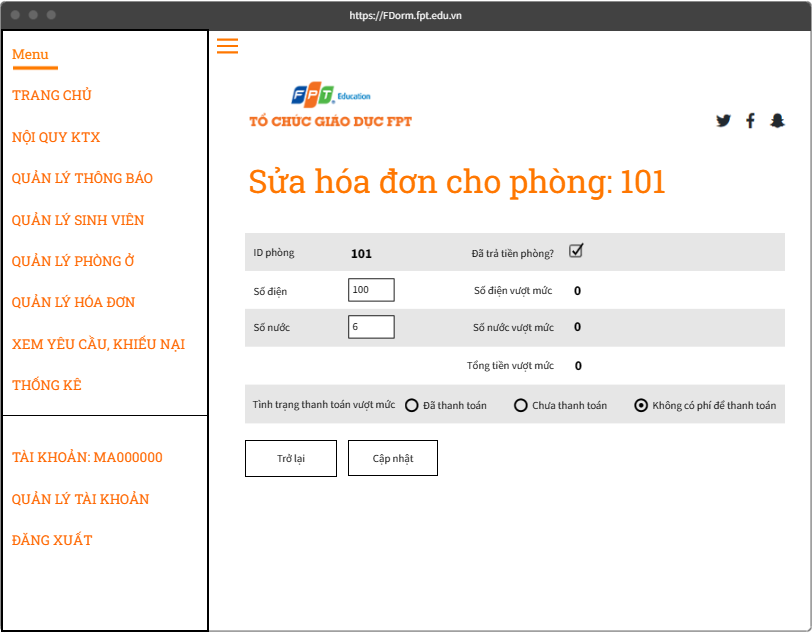 https://FDorm.fpt.edu.vn
Menu
TRANG CHỦ
NỘI QUY KTX
QUẢN LÝ THÔNG BÁO
QUẢN LÝ SINH VIÊN
QUẢN LÝ PHÒNG Ở
QUẢN LÝ HÓA ĐƠN
XEM YÊU CẦU, KHIẾU NẠI
THỐNG KÊ
TÀI KHOẢN: MA000000
QUẢN LÝ TÀI KHOẢN
ĐĂNG XUẤT
FPT Education
TỔ CHỨC GIÁO DỤC FPT
Sửa hóa đơn cho phòng: 101
ID phòng 101 Đã trả tiền phòng?
Số điện 100 Số điện vượt mức 0
Số nước 6 Số nước vượt mức 0
Tổng tiền vượt mức 0
Tình trạng thanh toán vượt mức Đã thanh toán Chưa thanh toán Không có phí để thanh toán
Trở lại Cập nhật